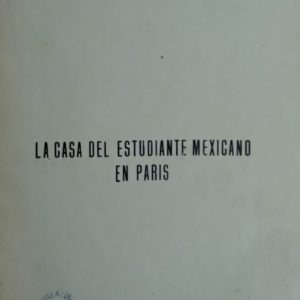 LA CASA DEL ESTUDIANTE MEXICANO
EN PARIS